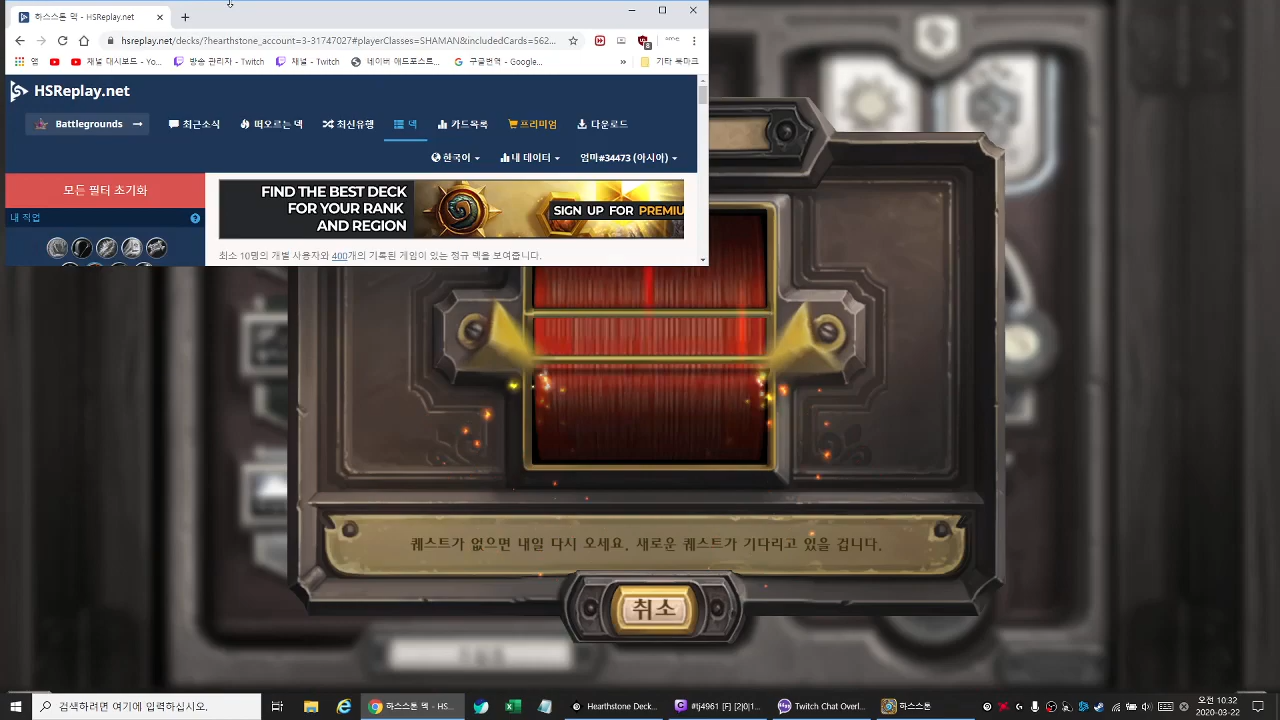 하스스톤 덱 - HSReplay.net
hsreplay.net/decks/?hearthstone_account=3-31747027#playerClasses=SHAMAN&includedCards=562...
앱
채널 대시보드 - Yo...
방송 관리자 - Twitch
채널 - Twitch
네이버 애드포스트...
구글번역 - Google...
»
기타 북마크
HSReplay.net
Battlegrounds →
최근소식
떠오르는 덱
최신유행
덱
카드목록
프리미엄
다운로드
한국어
내 데이터
엄마#34473 (아시아)
모든 필터 초기화
내 직업
FIND THE BEST DECK
FOR YOUR RANK
AND REGION
SIGN UP FOR PREMIU
최소 10명의 개별 사용자와 400개의 기록된 게임이 있는 정규 덱을 보여줍니다.
퀘스트가 없으면 내일 다시 오세요. 새로운 퀘스트가 기다리고 있을 겁니다.
취소
검색하려면 여기에 입력하십시오.
하스스톤 덱 - HS...
Hearthstone Deck...
#tj4961 [F] [2|0|1...
Twitch Chat Overl...
하스스톤
오전 10:32
2020-03-22